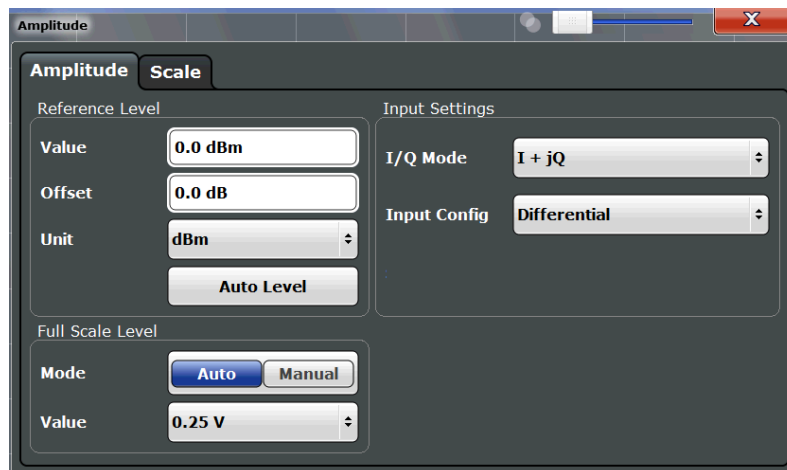 Amplitude
Amplitude Scale
Reference Level
Value 0.0 dBm
Offset 0.0 dB
Unit dBm
Auto Level
Input Settings
I/Q Mode I + jQ
Input Config Differential
Full Scale Level
Mode Auto Manual
Value 0.25 V